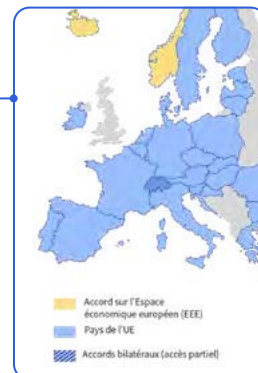 Accord sur l'Espace
économique européen (EEE)
Pays de l'UE
Accords bilatéraux (accès partiel)